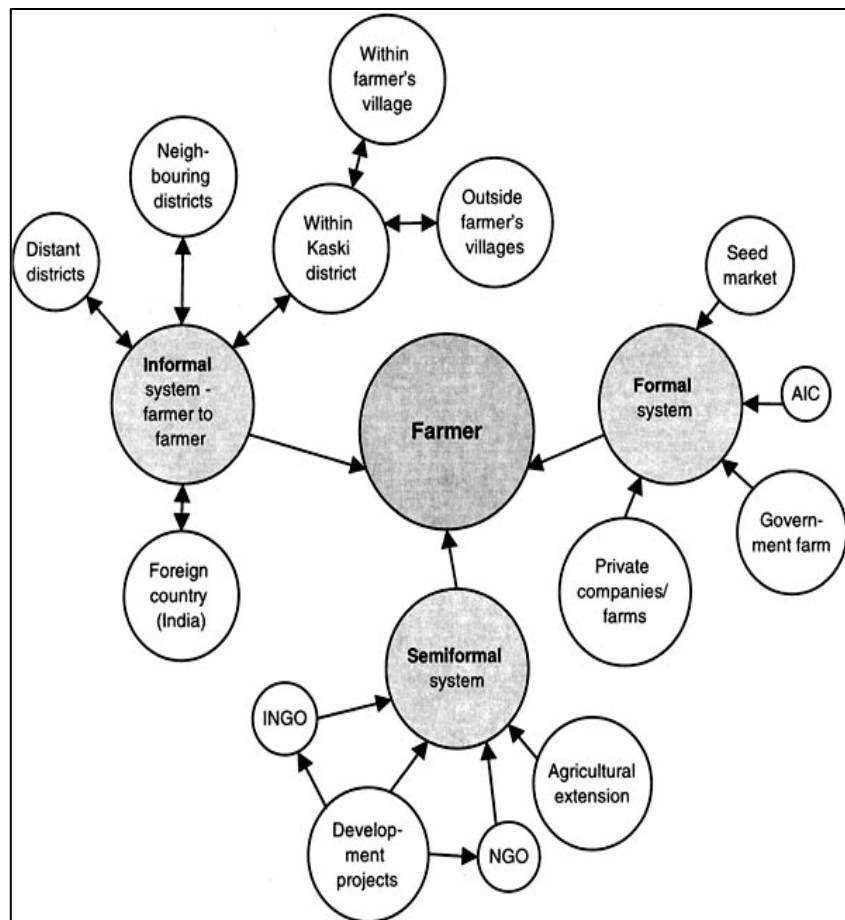 Within
farmer's
village
Neigh-
bouring
districts
Within
Kaski
district
Outside
farmer's
villages
Distant
districts
Seed
market
Informal
system -
farmer to
farmer
Farmer
Formal
system
AIC
Govern-
ment farm
Foreign
country
(India)
Private
companies/
farms
Semiformal
system
INGO
Agricultural
extension
Develop-
ment
projects
NGO